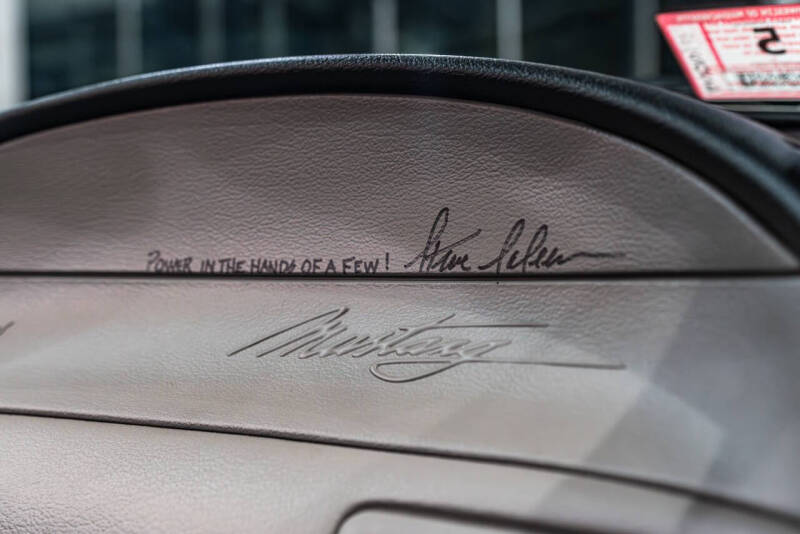 5
POWER IN THE HANDS OF A FEW! Steve Saleen
Mustang